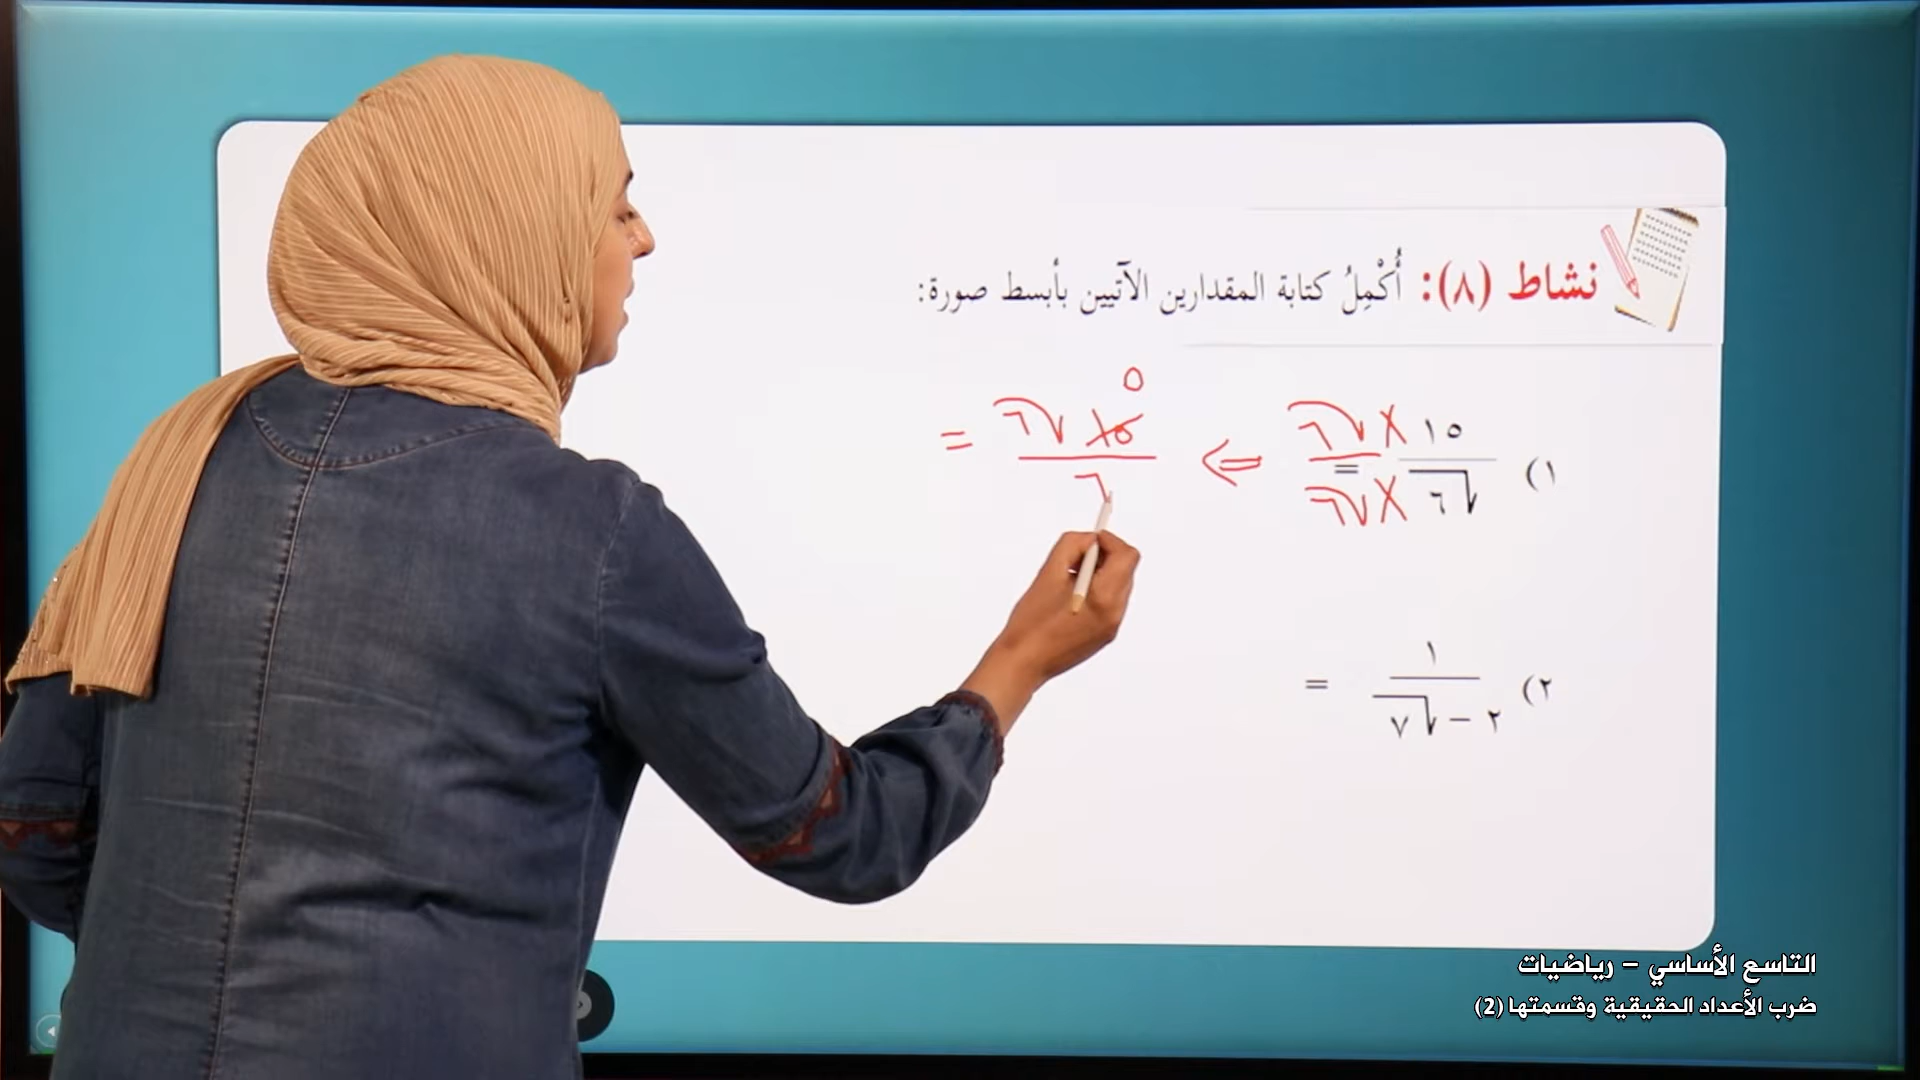 نشاط (٨): أُكْمِلُ كتابة المقدارين الآتيين بأبسط صورة:
١) ١٥/√٦ × √٦/√٦ = ⇐ ١٥√٦/٦ =
٥
٢) ١/(٢ − √٧) =
التاسع الأساسي – رياضيات
ضرب الأعداد الحقيقية وقسمتها (2)